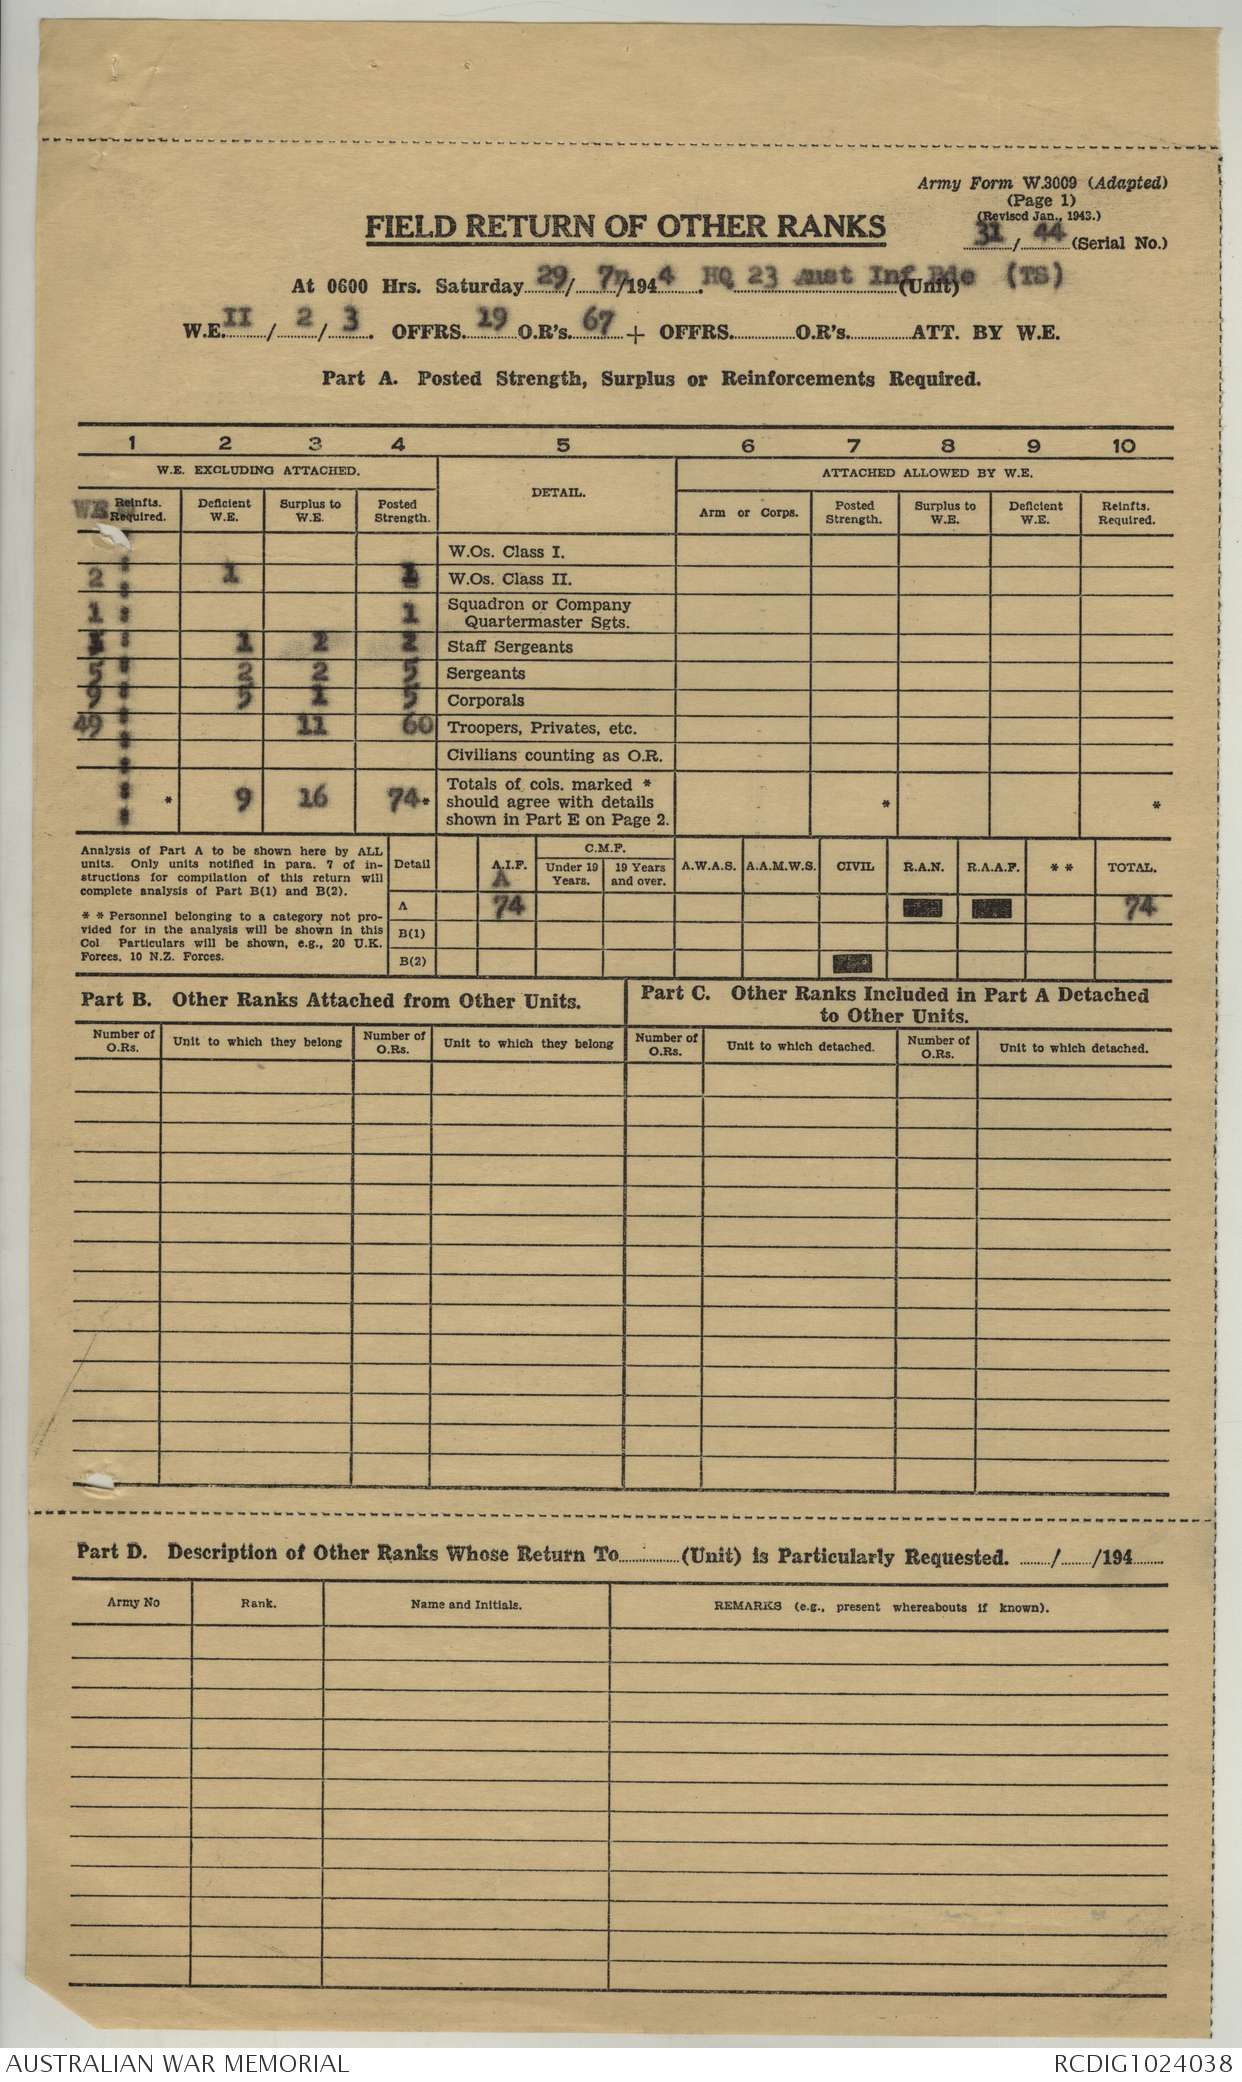 Army Form W.3009 (Adapted)
(Page 1)
(Revised Jan., 1943.)
FIELD RETURN OF OTHER RANKS
31 / 44 (Serial No.)
At 0600 Hrs. Saturday 29 / 7 /194 4 . HQ 23 Aust Inf Bde (TS) (Unit)
W.E. II / 2 / 3 . OFFRS. 19 O.R's. 67 + OFFRS. O.R's. ATT. BY W.E.
Part A. Posted Strength, Surplus or Reinforcements Required.
1 2 3 4 5 6 7 8 9 10
W.E. EXCLUDING ATTACHED. DETAIL. ATTACHED ALLOWED BY W.E.
WE Reinfts. Required. Deficient W.E. Surplus to W.E. Posted Strength. Arm or Corps. Posted Strength. Surplus to W.E. Deficient W.E. Reinfts. Required.
W.Os. Class I.
2 1 1 W.Os. Class II.
1 1 Squadron or Company
Quartermaster Sgts.
1 2 2 Staff Sergeants
5 2 2 5 Sergeants
9 5 1 5 Corporals
49 11 60 Troopers, Privates, etc.
Civilians counting as O.R.
* 9 16 74* Totals of cols. marked * * *
should agree with details
shown in Part E on Page 2.
Analysis of Part A to be shown here by ALL
units. Only units notified in para. 7 of in-
structions for compilation of this return will
complete analysis of Part B(1) and B(2).
* * Personnel belonging to a category not pro-
vided for in the analysis will be shown in this
Col Particulars will be shown, e.g., 20 U.K.
Forces, 10 N.Z. Forces.
Detail A.I.F. C.M.F. A.W.A.S. A.A.M.W.S. CIVIL R.A.N. R.A.A.F. * * TOTAL.
A Under 19 Years. 19 Years and over.
A 74 74
B(1)
B(2)
Part B. Other Ranks Attached from Other Units.
Part C. Other Ranks Included in Part A Detached
to Other Units.
Number of O.Rs. Unit to which they belong Number of O.Rs. Unit to which they belong Number of O.Rs. Unit to which detached. Number of O.Rs. Unit to which detached.
Part D. Description of Other Ranks Whose Return To (Unit) is Particularly Requested. / /194
Army No Rank. Name and Initials. REMARKS (e.g., present whereabouts if known).
AUSTRALIAN WAR MEMORIAL RCDIG1024038